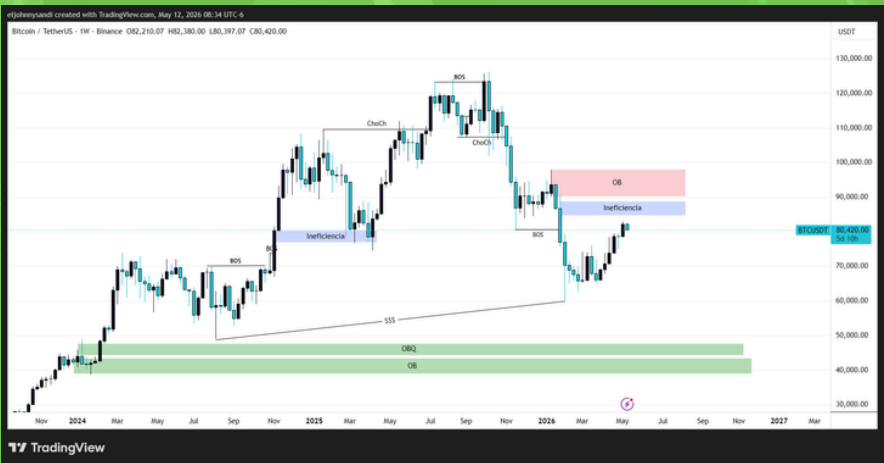 eljohnnysandi created with TradingView.com, May 12, 2026 08:34 UTC-6
Bitcoin / TetherUS · 1W · Binance O82,210.07 H82,380.00 L80,397.07 C80,420.00
USDT
130,000.00
BOS
120,000.00
ChoCh
110,000.00
ChoCh
100,000.00
OB
90,000.00
Ineficiencia
Ineficiencia
BTCUSDT 80,420.00
5d 10h
BOS
BOS
70,000.00
60,000.00
$$$
50,000.00
OBQ
OB
40,000.00
30,000.00
Nov 2024 Mar May Jul Sep Nov 2025 Mar May Jul Sep Nov 2026 Mar May Jul Sep Nov 2027 Mar
TradingView